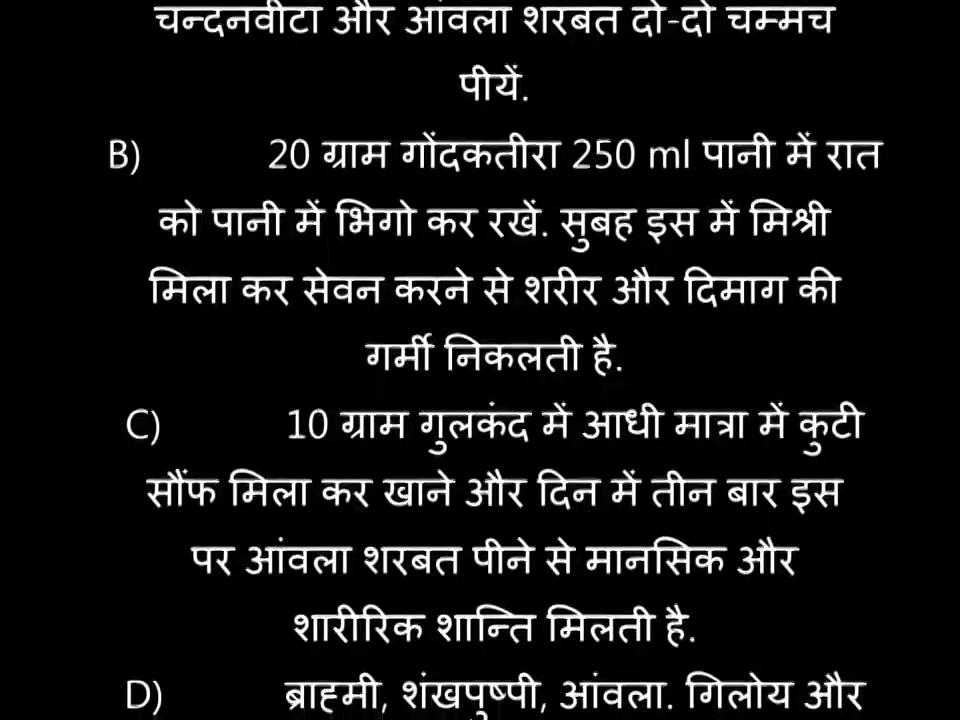 चन्दनवीटा और आंवला शरबत दो-दो चम्मच
पीयें.
B) 20 ग्राम गोंदकतीरा 250 ml पानी में रात
को पानी में भिगो कर रखें. सुबह इस में मिश्री
मिला कर सेवन करने से शरीर और दिमाग की
गर्मी निकलती है.
C) 10 ग्राम गुलकंद में आधी मात्रा में कुटी
सौंफ मिला कर खाने और दिन में तीन बार इस
पर आंवला शरबत पीने से मानसिक और
शारीरिक शान्ति मिलती है.
D) ब्राह्मी, शंखपुष्पी, आंवला. गिलोय और